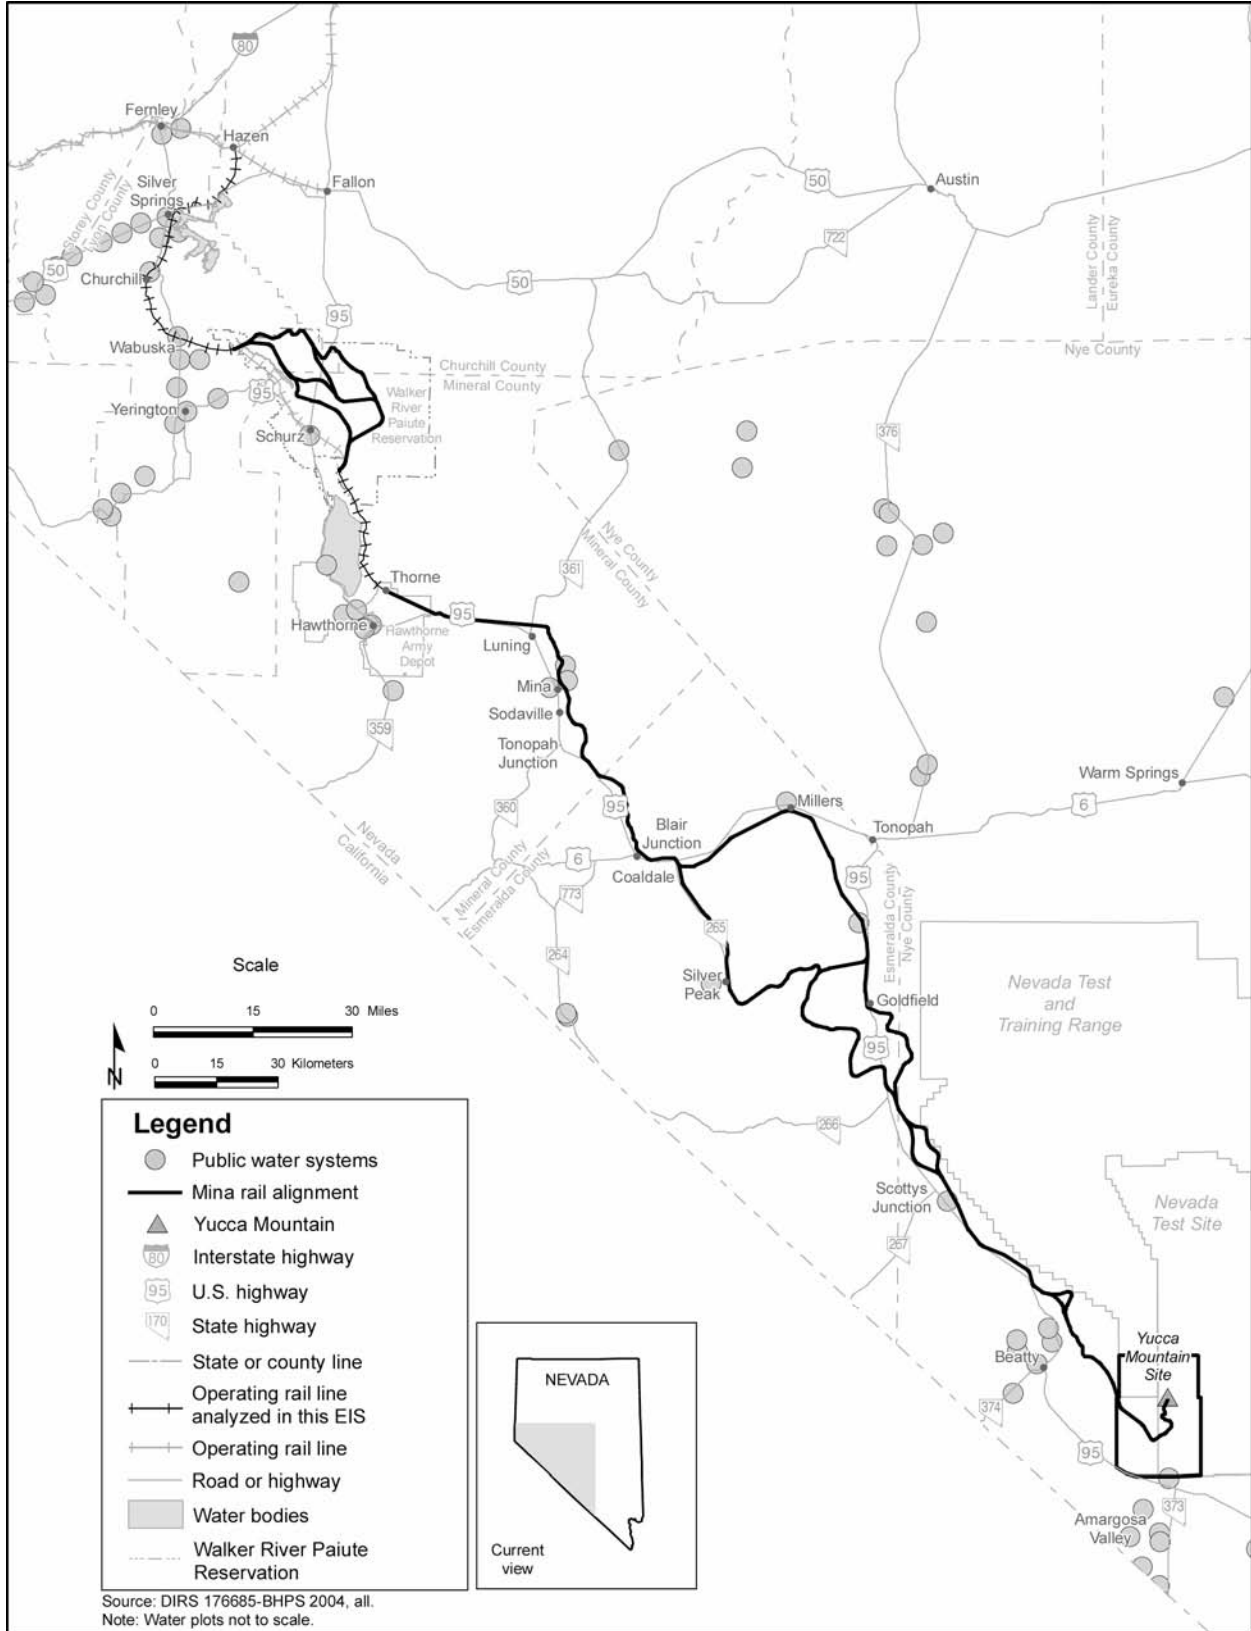 80
Fernley
Hazen
Silver
Springs
Fallon
Storey County
Lyon County
50
Austin
722
50
Churchill
50
Lander County
Eureka County
95
Wabuska
Nye County
Churchill County
Mineral County
95
Walker
River
Paiute
Reservation
Yerington
Schurz
376
Nye County
Mineral County
361
Thorne
95
Hawthorne
Hawthorne
Army
Depot
Luning
Mina
359
Sodaville
Tonopah
Junction
Warm Springs
360
95
Millers
6
Nevada
California
Blair
Junction
Tonopah
6
Coaldale
95
Mineral County
Esmeralda County
773
Esmeralda County
Nye County
265
264
Scale
Silver
Peak
Nevada Test
and
Training Range
0 15 30 Miles
Goldfield
95
0 15 30 Kilometers
N
266
Legend
Public water systems
Mina rail alignment
Yucca Mountain
80
Interstate highway
95
U.S. highway
170
State highway
State or county line
Operating rail line
analyzed in this EIS
Operating rail line
Road or highway
Water bodies
Walker River Paiute
Reservation
Scottys
Junction
Nevada
Test Site
267
Yucca
Mountain
Site
Beatty
374
95
373
Amargosa
Valley
NEVADA
Current
view
Source: DIRS 176685-BHPS 2004, all.
Note: Water plots not to scale.